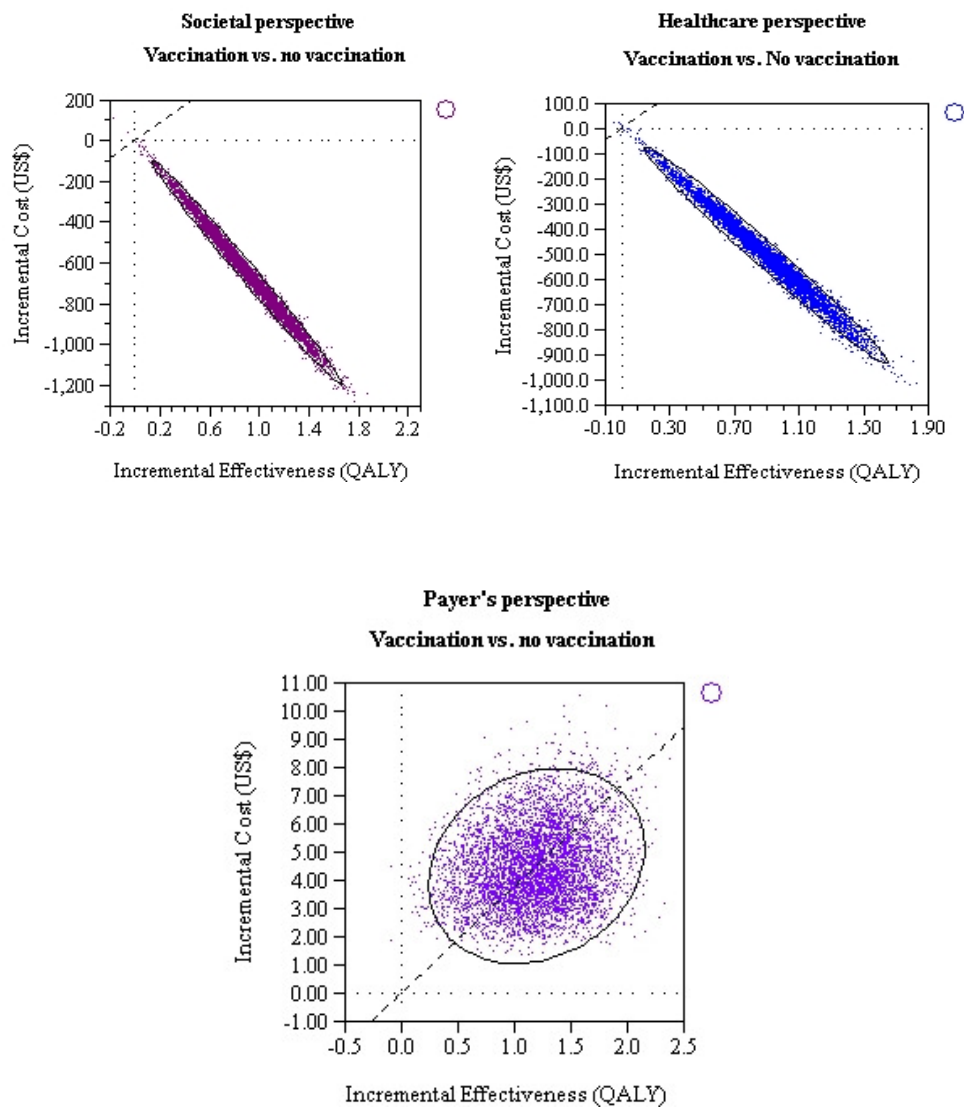 Societal perspective
Vaccination vs. no vaccination
200
0
-200
-400
-600
-800
-1,000
-1,200
Incremental Cost (US$)
-0.2 0.2 0.6 1.0 1.4 1.8 2.2
Incremental Effectiveness (QALY)
Healthcare perspective
Vaccination vs. No vaccination
100.0
0.0
-100.0
-200.0
-300.0
-400.0
-500.0
-600.0
-700.0
-800.0
-900.0
-1,000.0
-1,100.0
Incremental Cost (US$)
-0.10 0.30 0.70 1.10 1.50 1.90
Incremental Effectiveness (QALY)
Payer's perspective
Vaccination vs. no vaccination
11.00
10.00
9.00
8.00
7.00
6.00
5.00
4.00
3.00
2.00
1.00
0.00
-1.00
Incremental Cost (US$)
-0.5 0.0 0.5 1.0 1.5 2.0 2.5
Incremental Effectiveness (QALY)